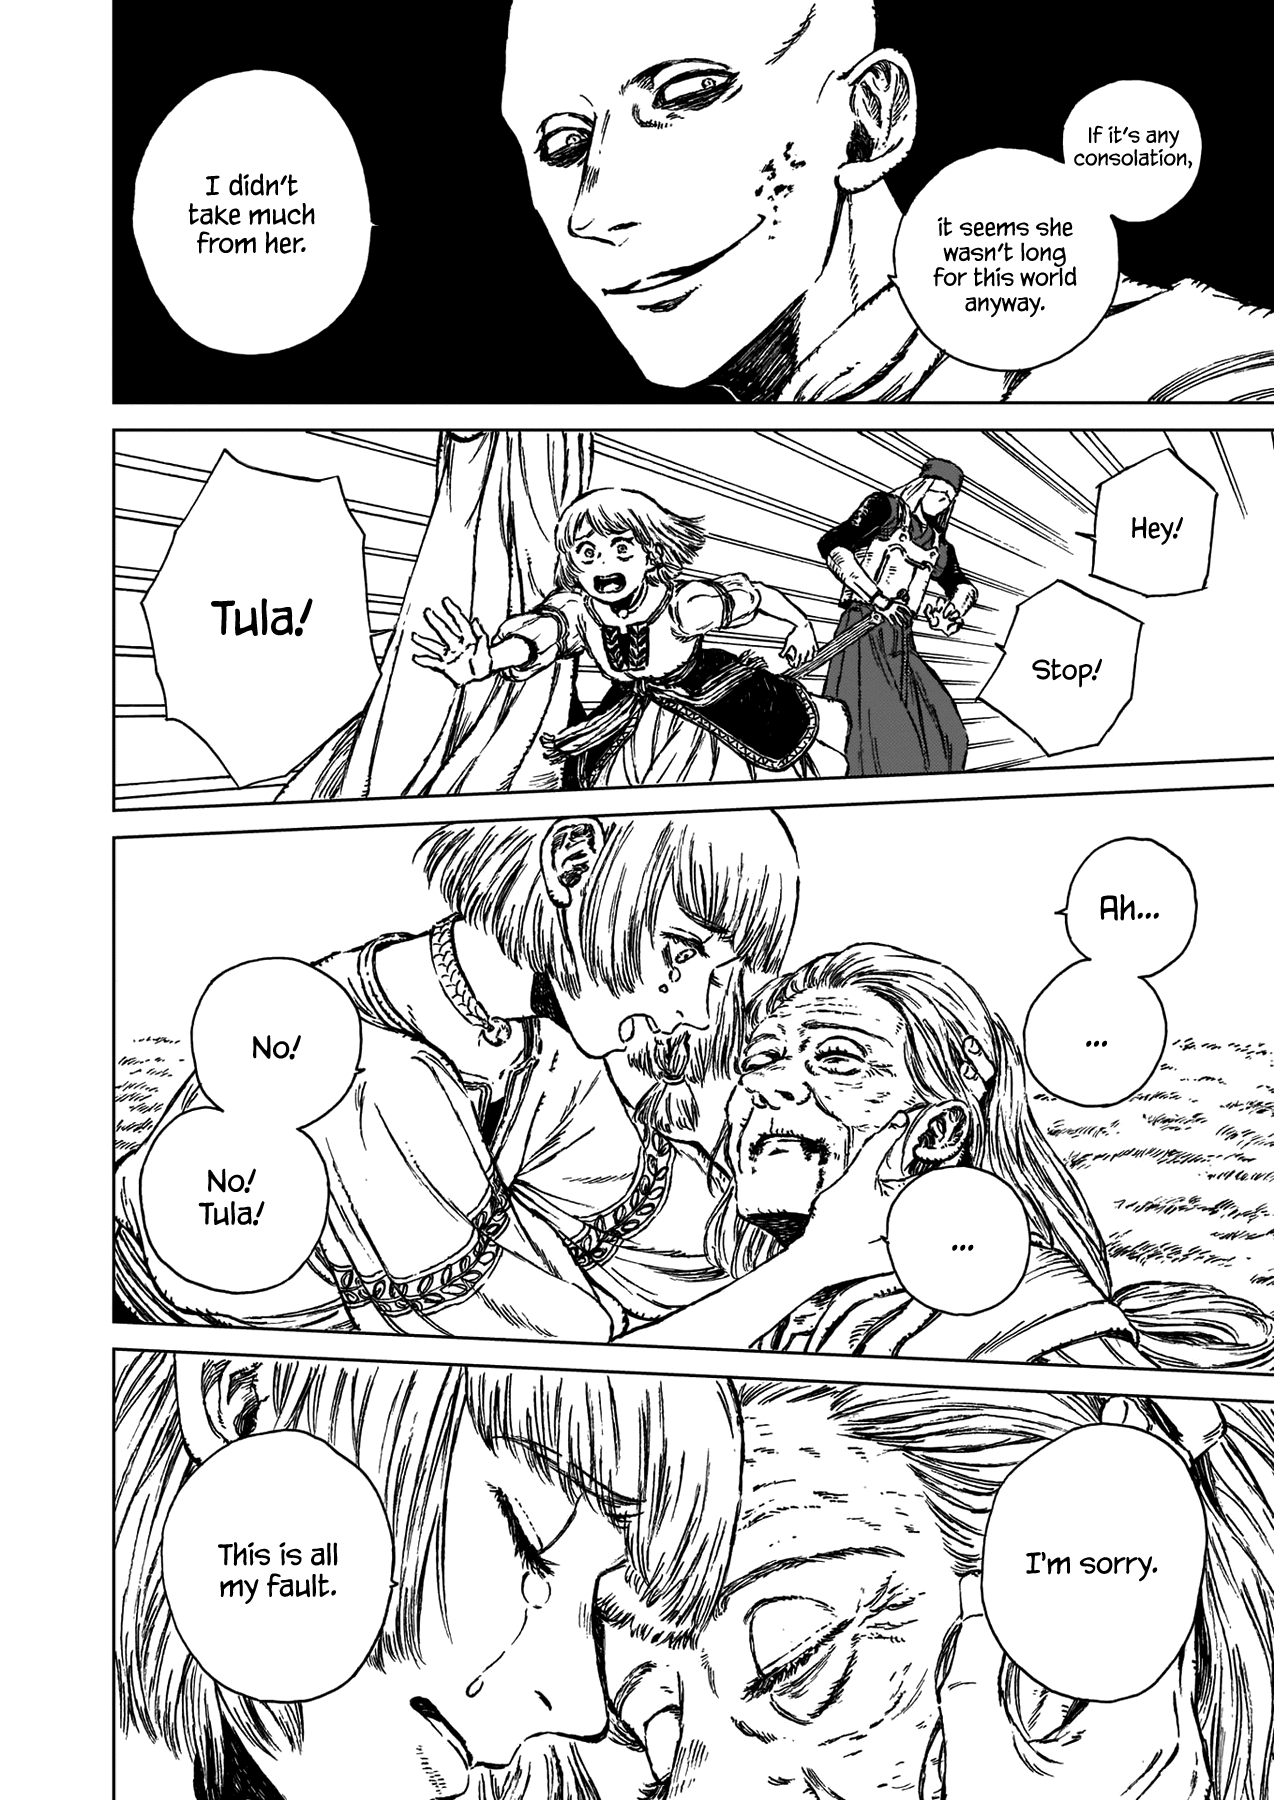 If it's any
consolation,
it seems she
wasn't long
for this world
anyway.
I didn't
take much
from her.
Hey!
Stop!
Tula!
Ah...
...
...
No!
No!
Tula!
I'm sorry.
This is all
my fault.